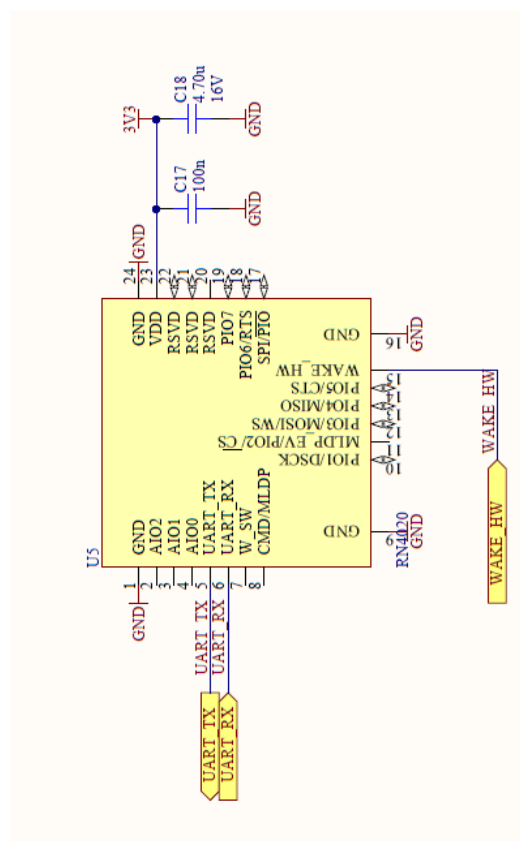 3V3
C18
4.70u
16V
GND
C17
100n
GND
GND
24
23
22
21
20
19
18
17
GND
VDD
RSVD
RSVD
RSVD
PIO7
PIO6/RTS
SPI/PIO
GND
16
GND
WAKE_HW
PIO5/CTS
PIO4/MISO
PIO3/MOSI/WS
MLDP_EV/PIO2/CS
PIO1/DSCK
10
GND
9
GND
RN4020
WAKE_HW
WAKE_HW
U5
GND
AIO2
AIO1
AIO0
UART_TX
UART_RX
W_SW
CMD/MLDP
1
2
3
4
5
6
7
8
GND
UART_TX
UART_RX
UART_TX
UART_RX